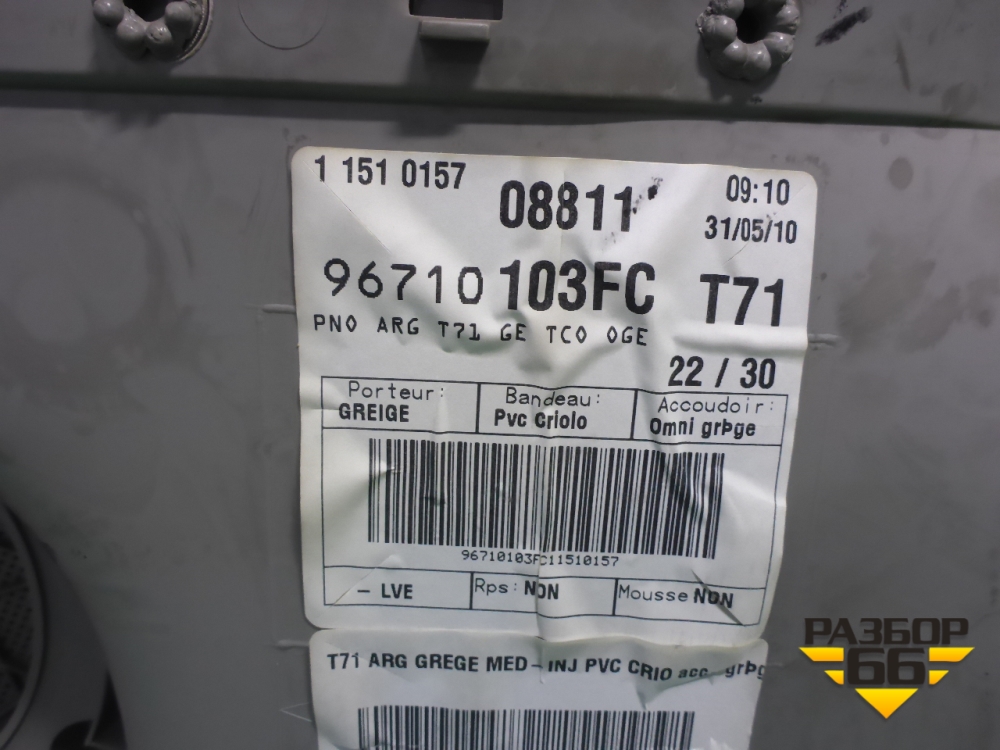 1 151 0157
08811
09:10
31/05/10
96710 103FC T71
PNO ARG T71 GE TCO OGE
22 / 30
Porteur:
GREIGE
Bandeau:
Pvc Criolo
Accoudoir:
Omni grÞge
96710103FC11510157
- LVE
Rps: NON
Mousse NON
T71 ARG GREGE MED-INJ PVC CRIO acc grÞg
РАЗБОР
66